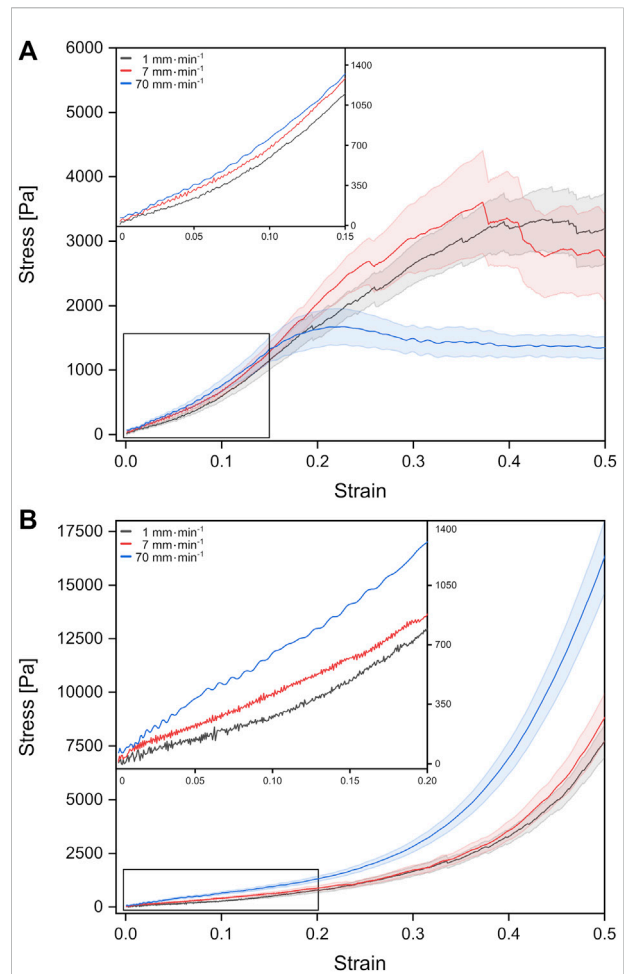 A
6000
5000
4000
3000
2000
1000
0
Stress [Pa]
0.0 0.1 0.2 0.3 0.4 0.5
Strain
1 mm·min⁻¹
7 mm·min⁻¹
70 mm·min⁻¹
1400
1050
700
350
0
0 0.05 0.10 0.15
B
17500
15000
12500
10000
7500
5000
2500
0
Stress [Pa]
0.0 0.1 0.2 0.3 0.4 0.5
Strain
1 mm·min⁻¹
7 mm·min⁻¹
70 mm·min⁻¹
1400
1050
700
350
0
0 0.05 0.10 0.15 0.20